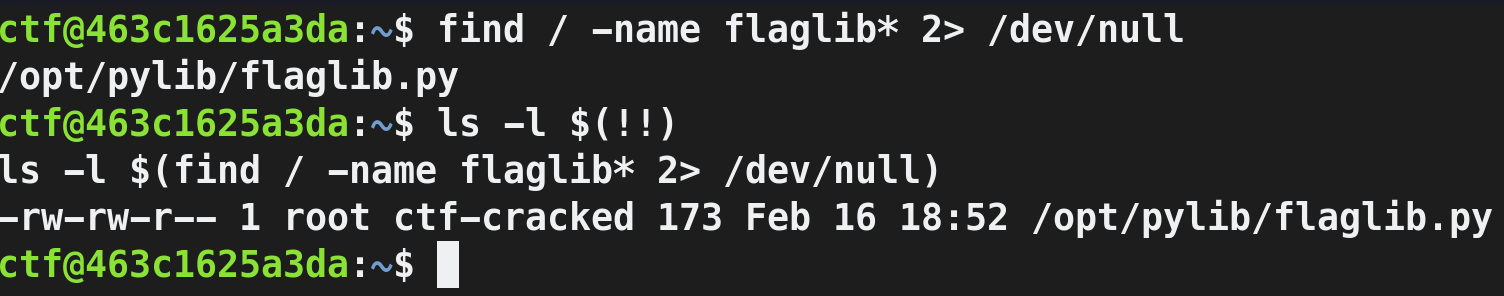 ctf@463c1625a3da:~$ find / -name flaglib* 2> /dev/null
/opt/pylib/flaglib.py
ctf@463c1625a3da:~$ ls -l $(!!)
ls -l $(find / -name flaglib* 2> /dev/null)
-rw-rw-r-- 1 root ctf-cracked 173 Feb 16 18:52 /opt/pylib/flaglib.py
ctf@463c1625a3da:~$